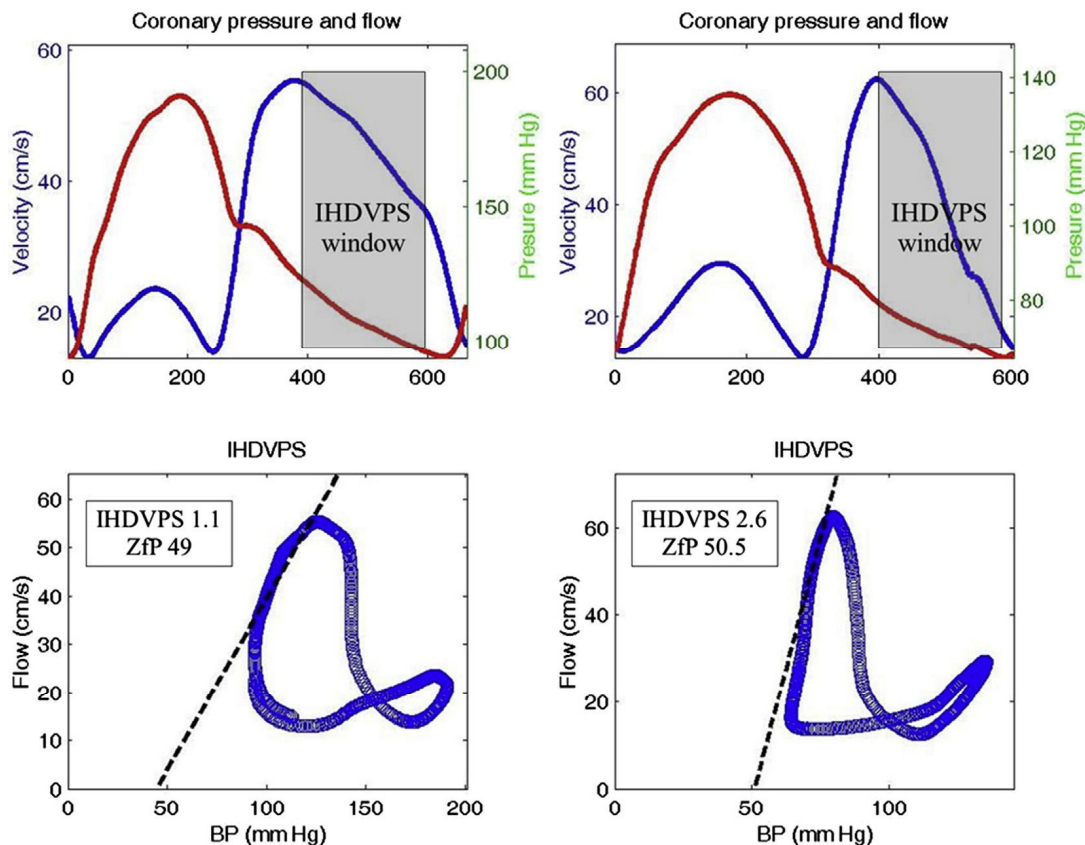 Coronary pressure and flow
60
40
20
Velocity (cm/s)
200
150
100
Presure (mm Hg)
IHDVPS
window
0 200 400 600
Coronary pressure and flow
60
40
20
Velocity (cm/s)
140
120
100
80
Pressure (mm Hg)
IHDVPS
window
0 200 400 600
IHDVPS
60
50
40
30
20
10
0
Flow (cm/s)
IHDVPS 1.1
ZfP 49
0 50 100 150 200
BP (mm Hg)
IHDVPS
60
40
20
0
Flow (cm/s)
IHDVPS 2.6
ZfP 50.5
0 50 100
BP (mm Hg)